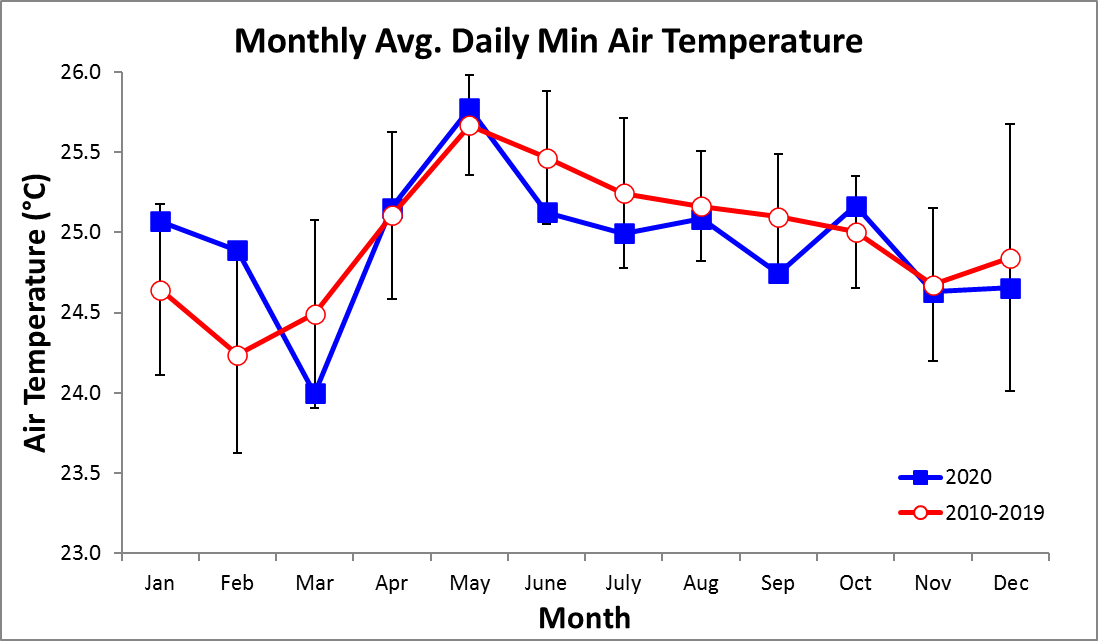 Monthly Avg. Daily Min Air Temperature
26.0
25.5
25.0
24.5
24.0
23.5
23.0
Air Temperature (°C)
2020
2010-2019
Jan Feb Mar Apr May June July Aug Sep Oct Nov Dec
Month